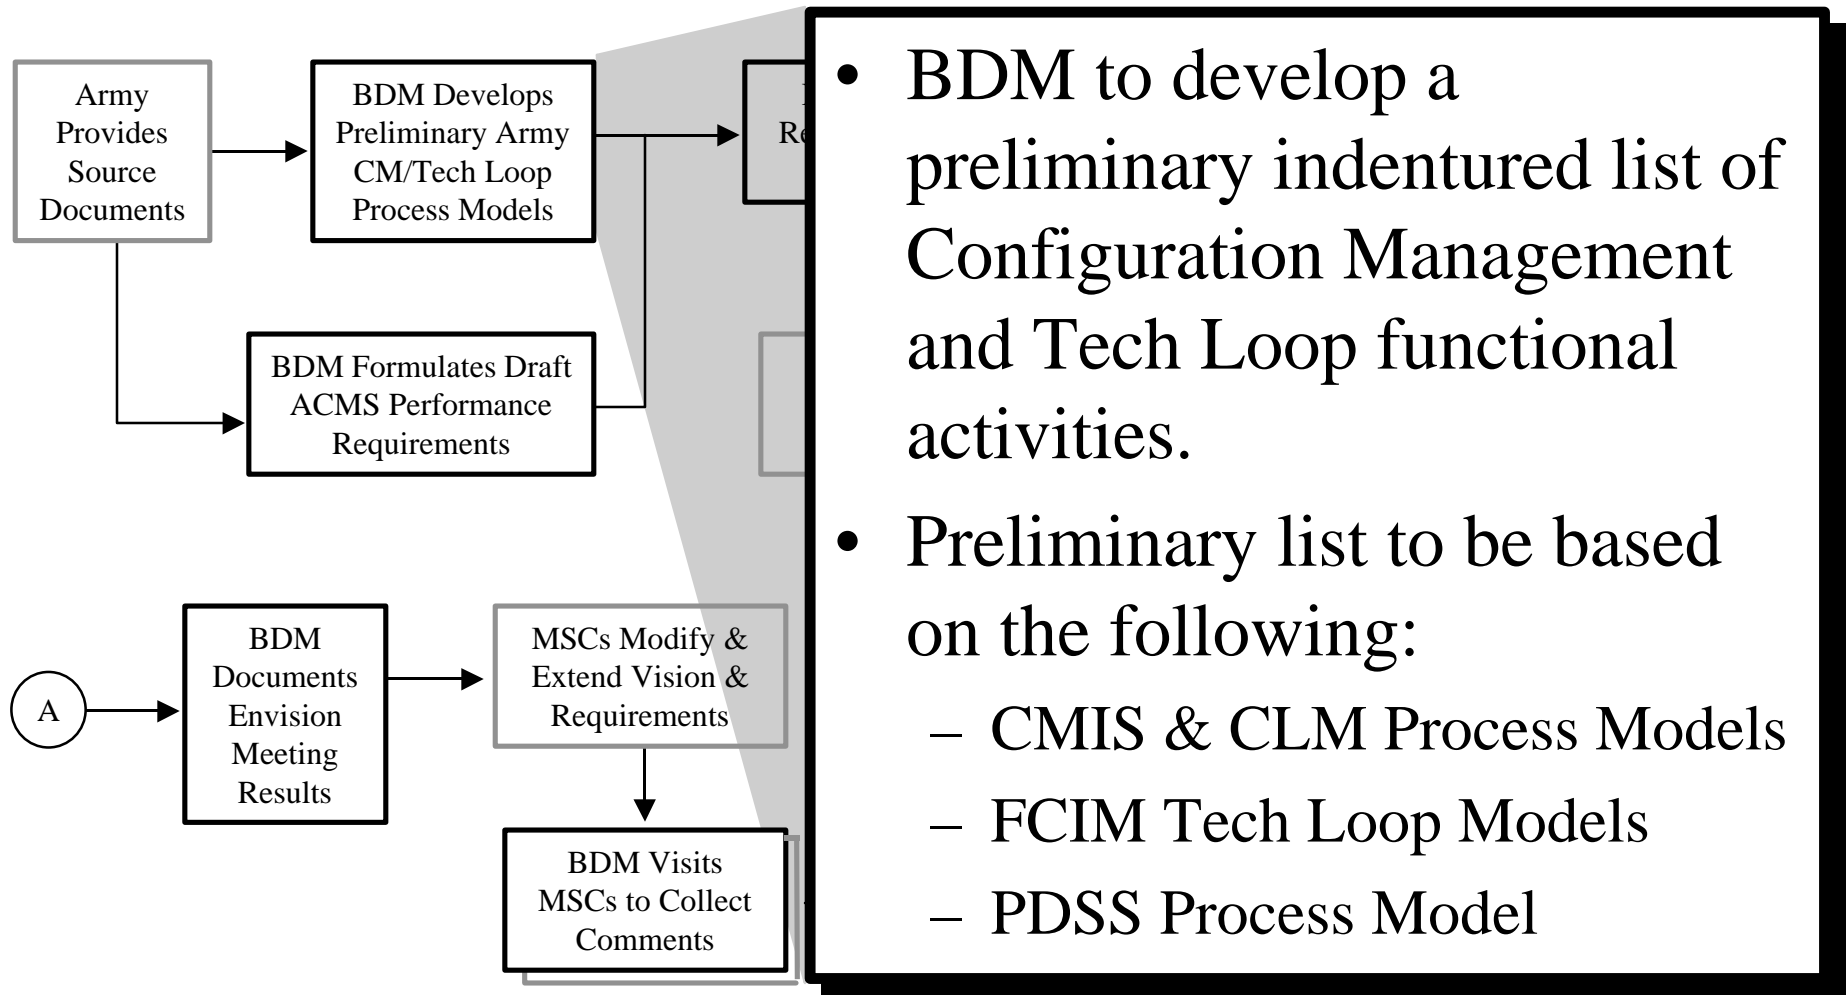 Army
Provides
Source
Documents
BDM Develops
Preliminary Army
CM/Tech Loop
Process Models
BDM Formulates Draft
ACMS Performance
Requirements
A
BDM
Documents
Envision
Meeting
Results
MSCs Modify &
Extend Vision &
Requirements
BDM Visits
MSCs to Collect
Comments
• BDM to develop a
preliminary indentured list of
Configuration Management
and Tech Loop functional
activities.
• Preliminary list to be based
on the following:
– CMIS & CLM Process Models
– FCIM Tech Loop Models
– PDSS Process Model